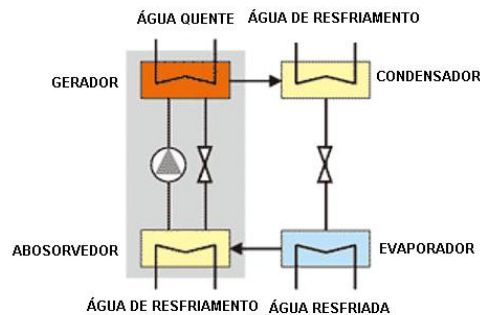 ÁGUA QUENTE
ÁGUA DE RESFRIAMENTO
GERADOR
CONDENSADOR
ABOSORVEDOR
EVAPORADOR
ÁGUA DE RESFRIAMENTO
ÁGUA RESFRIADA